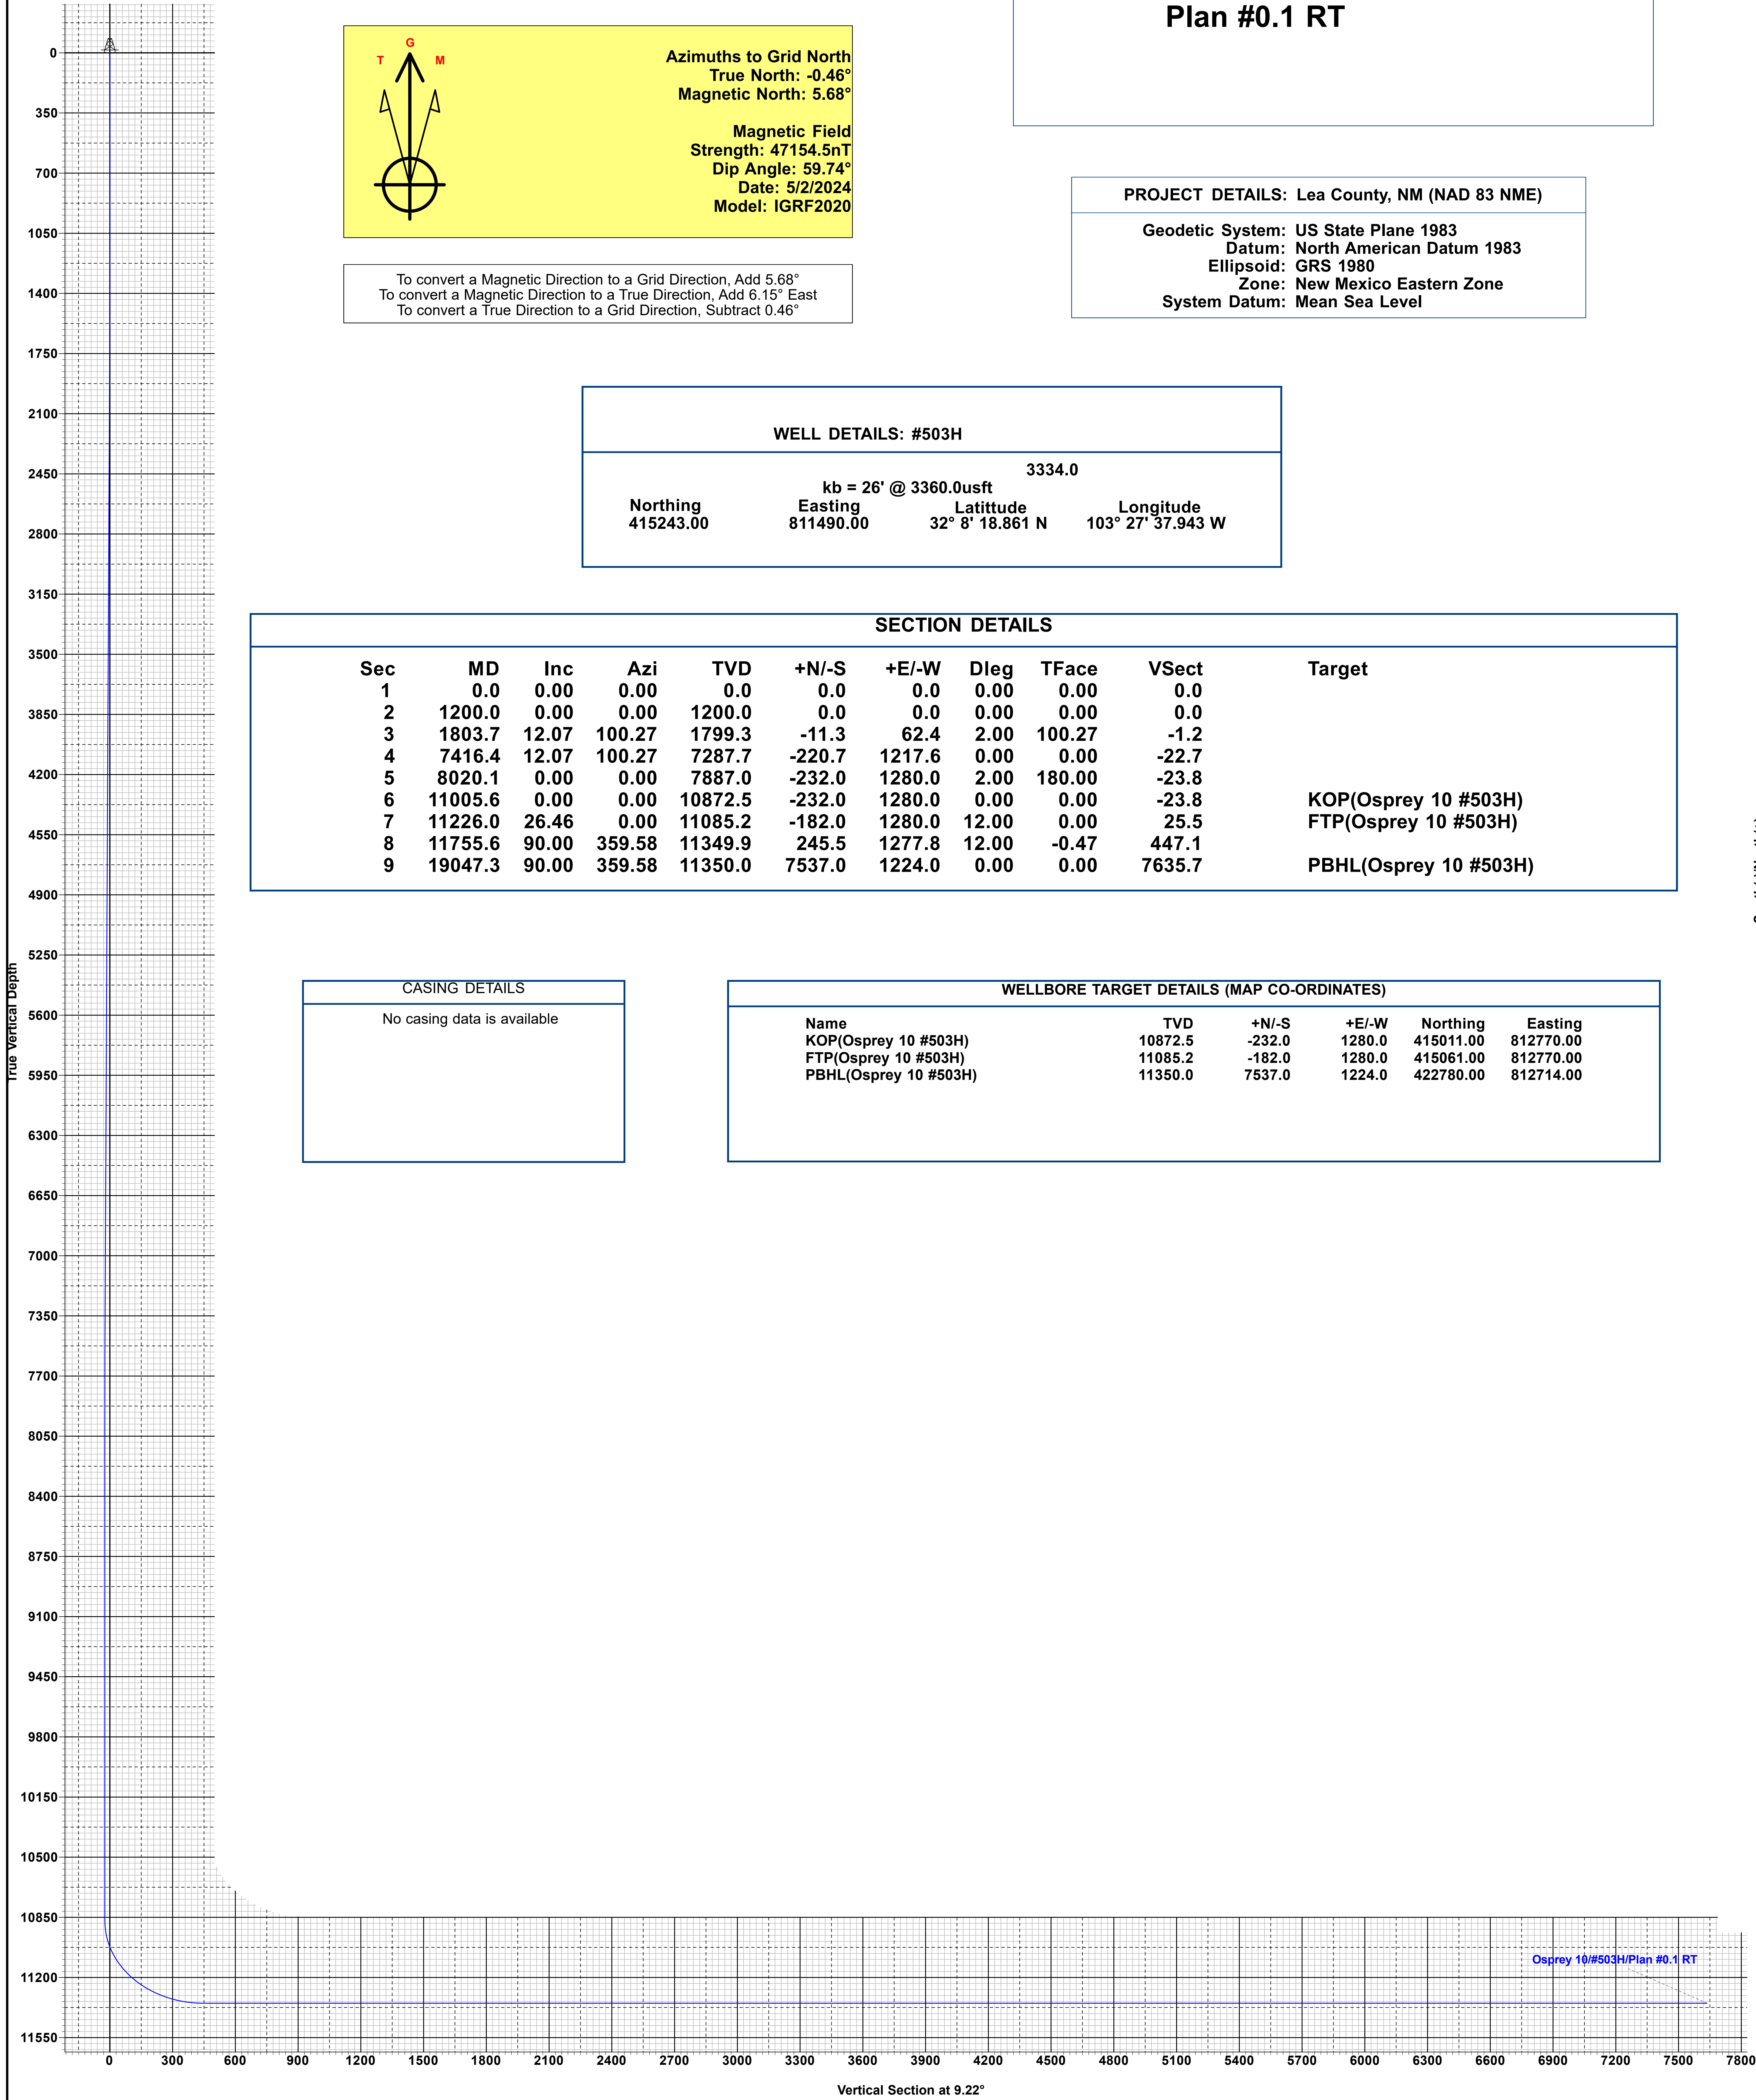 Plan #0.1 RT
G
T M
Azimuths to Grid North
True North: -0.46°
Magnetic North: 5.68°
Magnetic Field
Strength: 47154.5nT
Dip Angle: 59.74°
Date: 5/2/2024
Model: IGRF2020
To convert a Magnetic Direction to a Grid Direction, Add 5.68°
To convert a Magnetic Direction to a True Direction, Add 6.15° East
To convert a True Direction to a Grid Direction, Subtract 0.46°
PROJECT DETAILS: Lea County, NM (NAD 83 NME)
Geodetic System: US State Plane 1983
Datum: North American Datum 1983
Ellipsoid: GRS 1980
Zone: New Mexico Eastern Zone
System Datum: Mean Sea Level
WELL DETAILS: #503H
3334.0
kb = 26' @ 3360.0usft
Northing Easting Latittude Longitude
415243.00 811490.00 32° 8' 18.861 N 103° 27' 37.943 W
SECTION DETAILS
Sec MD Inc Azi TVD +N/-S +E/-W Dleg TFace VSect Target
1 0.0 0.00 0.00 0.0 0.0 0.0 0.00 0.00 0.0
2 1200.0 0.00 0.00 1200.0 0.0 0.0 0.00 0.00 0.0
3 1803.7 12.07 100.27 1799.3 -11.3 62.4 2.00 100.27 -1.2
4 7416.4 12.07 100.27 7287.7 -220.7 1217.6 0.00 0.00 -22.7
5 8020.1 0.00 0.00 7887.0 -232.0 1280.0 2.00 180.00 -23.8
6 11005.6 0.00 0.00 10872.5 -232.0 1280.0 0.00 0.00 -23.8 KOP(Osprey 10 #503H)
7 11226.0 26.46 0.00 11085.2 -182.0 1280.0 12.00 0.00 25.5 FTP(Osprey 10 #503H)
8 11755.6 90.00 359.58 11349.9 245.5 1277.8 12.00 -0.47 447.1
9 19047.3 90.00 359.58 11350.0 7537.0 1224.0 0.00 0.00 7635.7 PBHL(Osprey 10 #503H)
CASING DETAILS
No casing data is available
WELLBORE TARGET DETAILS (MAP CO-ORDINATES)
Name TVD +N/-S +E/-W Northing Easting
KOP(Osprey 10 #503H) 10872.5 -232.0 1280.0 415011.00 812770.00
FTP(Osprey 10 #503H) 11085.2 -182.0 1280.0 415061.00 812770.00
PBHL(Osprey 10 #503H) 11350.0 7537.0 1224.0 422780.00 812714.00
True Vertical Depth
0
350
700
1050
1400
1750
2100
2450
2800
3150
3500
3850
4200
4550
4900
5250
5600
5950
6300
6650
7000
7350
7700
8050
8400
8750
9100
9450
9800
10150
10500
10850
11200
11550
Osprey 10/#503H/Plan #0.1 RT
0 300 600 900 1200 1500 1800 2100 2400 2700 3000 3300 3600 3900 4200 4500 4800 5100 5400 5700 6000 6300 6600 6900 7200 7500 7800
Vertical Section at 9.22°